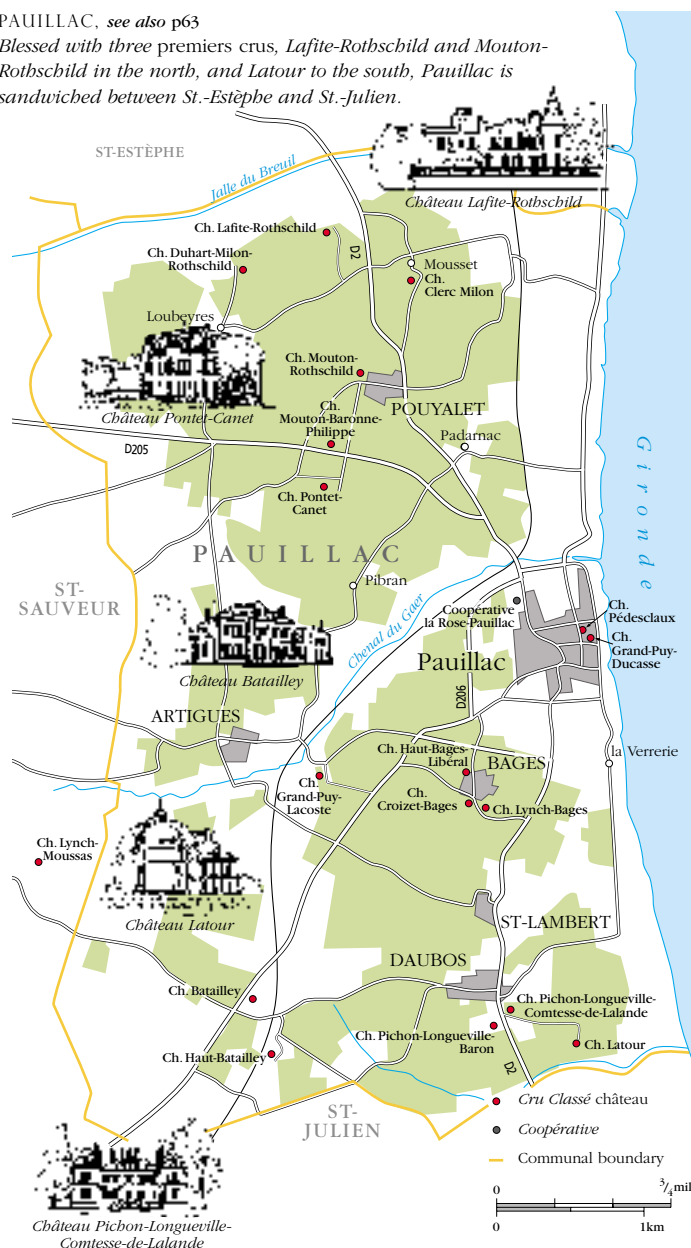 PAUILLAC, see also p63
Blessed with three premiers crus, Lafite-Rothschild and Mouton-
Rothschild in the north, and Latour to the south, Pauillac is
sandwiched between St.-Estèphe and St.-Julien.
ST-ESTÈPHE
Jalle du Breuil
Château Lafite-Rothschild
Ch. Lafite-Rothschild
D2
Ch. Duhart-Milon-
Rothschild
Mousset
Ch.
Clerc Milon
Loubeyres
Ch. Mouton-
Rothschild
Château Pontet-Canet
Ch.
Mouton-Baronne-
Philippe
POUYALET
Padarnac
D205
Ch. Pontet-
Canet
Gironde
PAUILLAC
ST-
SAUVEUR
Pibran
Chenal du Gaer
Coopérative
la Rose-Pauillac
Ch.
Pédesclaux
Ch.
Grand-Puy-
Ducasse
Pauillac
Château Batailley
D206
ARTIGUES
Ch. Haut-Bages-
Libéral
BAGES
la Verrerie
Ch.
Grand-Puy-
Lacoste
Ch.
Croizet-Bages
Ch. Lynch-Bages
Ch. Lynch-
Moussas
Château Latour
ST-LAMBERT
DAUBOS
Ch. Batailley
Ch. Pichon-Longueville-
Comtesse-de-Lalande
Ch. Pichon-Longueville-
Baron
Ch. Latour
Ch. Haut-Batailley
D2
ST-
JULIEN
Cru Classé château
Coopérative
Communal boundary
0 3/4mil
0 1km
Château Pichon-Longueville-
Comtesse-de-Lalande